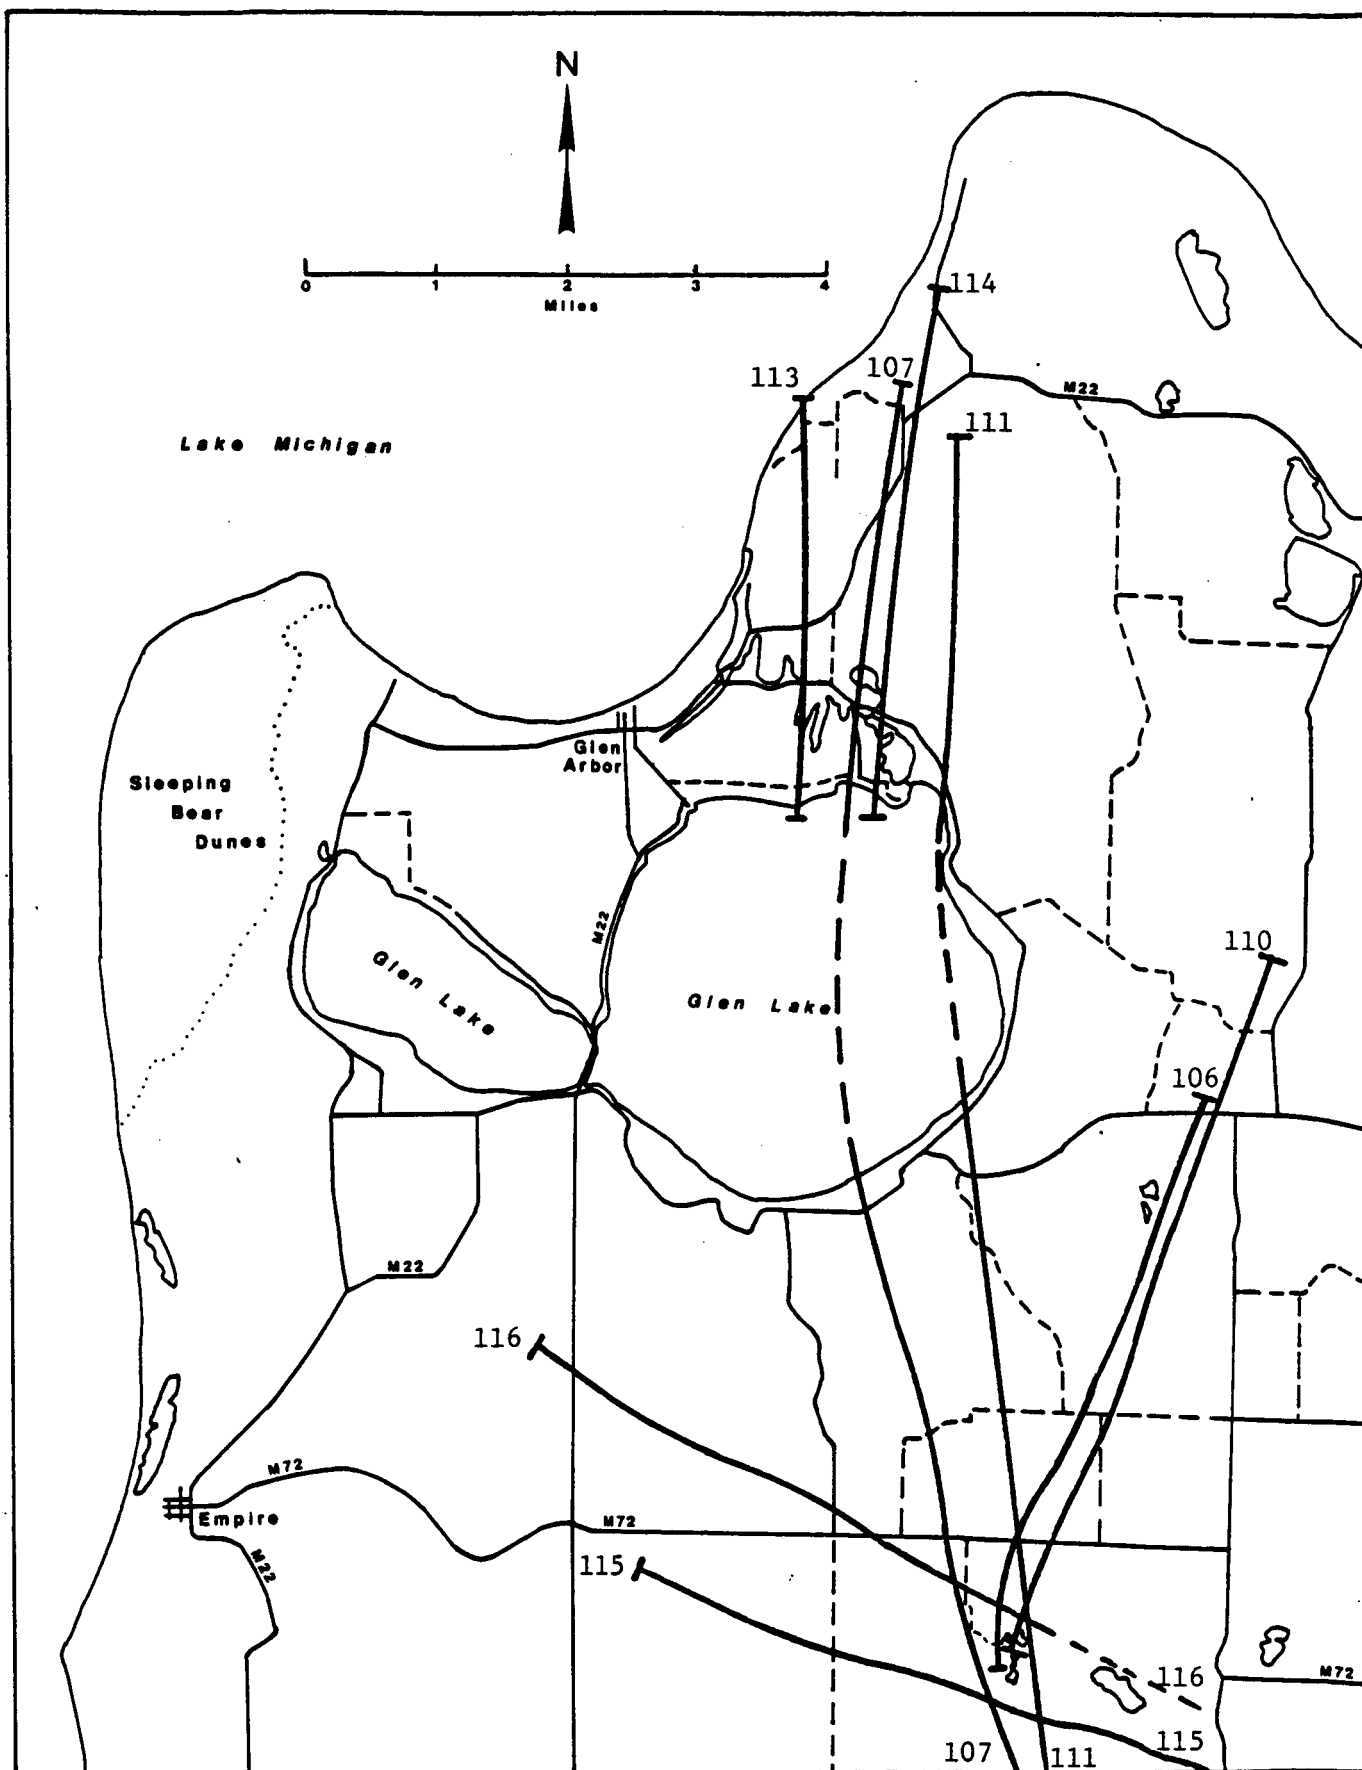 N
0 1 2 3 4
Miles
114
107
113
M22
111
Lake Michigan
Glen
Arbor
Sleeping
Bear
Dunes
M22
110
Glen Lake
Glen Lake
106
M22
116
M72
Empire
M72
M22
115
116
M72
115
107
111